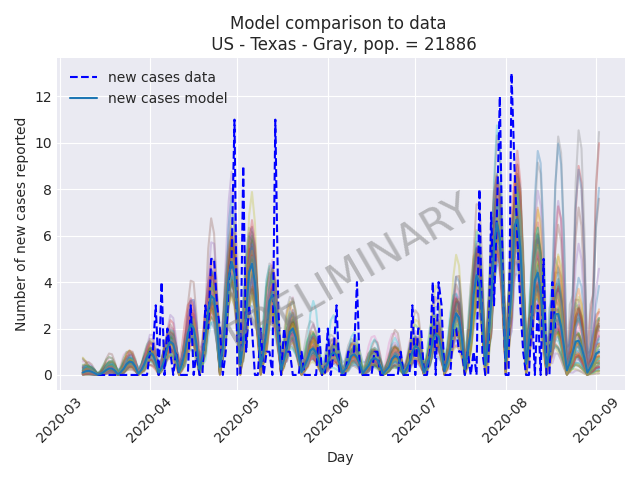 Model comparison to data
US - Texas - Gray, pop. = 21886
new cases data
new cases model
Number of new cases reported
12
10
8
6
4
2
0
PRELIMINARY
2020-03
2020-04
2020-05
2020-06
2020-07
2020-08
2020-09
Day